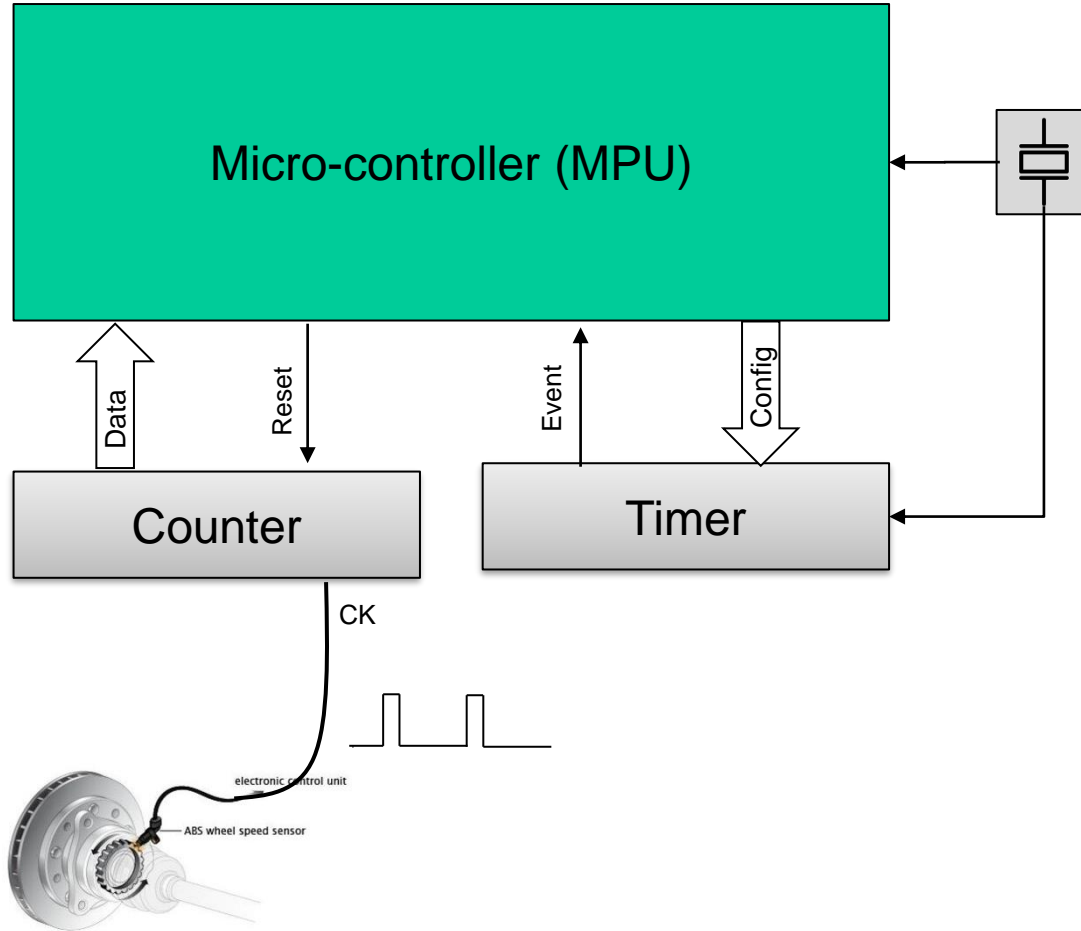 Micro-controller (MPU)
Data
Reset
Event
Config
Counter
Timer
CK
electronic control unit
ABS wheel speed sensor